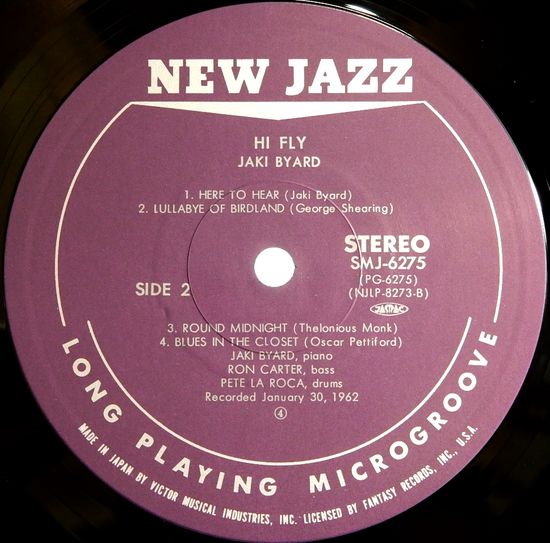 NEW JAZZ
HI FLY
JAKI BYARD
1. HERE TO HEAR (Jaki Byard)
2. LULLABYE OF BIRDLAND (George Shearing)
STEREO
SMJ-6275
(PG-6275)
(NJLP-8273-B)
JASRAC
SIDE 2
3. ROUND MIDNIGHT (Thelonious Monk)
4. BLUES IN THE CLOSET (Oscar Pettiford)
JAKI BYARD, piano
RON CARTER, bass
PETE LA ROCA, drums
Recorded January 30, 1962
④
LONG PLAYING MICROGROOVE
MADE IN JAPAN BY VICTOR MUSICAL INDUSTRIES, INC. LICENSED BY FANTASY RECORDS, INC., U.S.A.